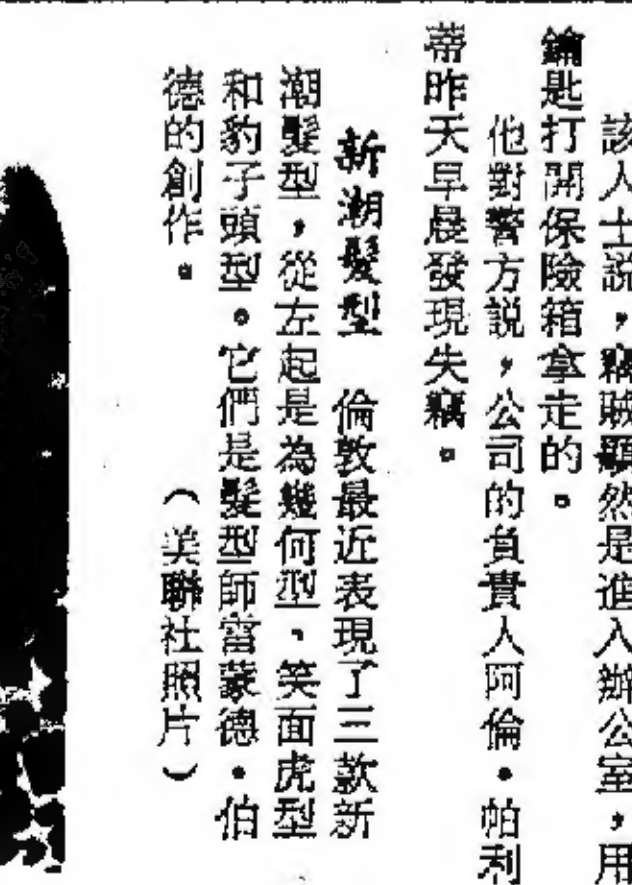 該人士説，竊賊顯然是進入辦公室，用
鑰匙打開保險箱拿走的。
他對警方説，公司的負責人阿倫・帕利
蒂昨天早晨發現失竊。
新潮髮型　倫敦最近表現了三款新
潮髮型，從左起是為幾何型、笑面虎型
和豹子頭型。它們是髮型師當蒙德・伯
德的創作。　（美聯社照片）